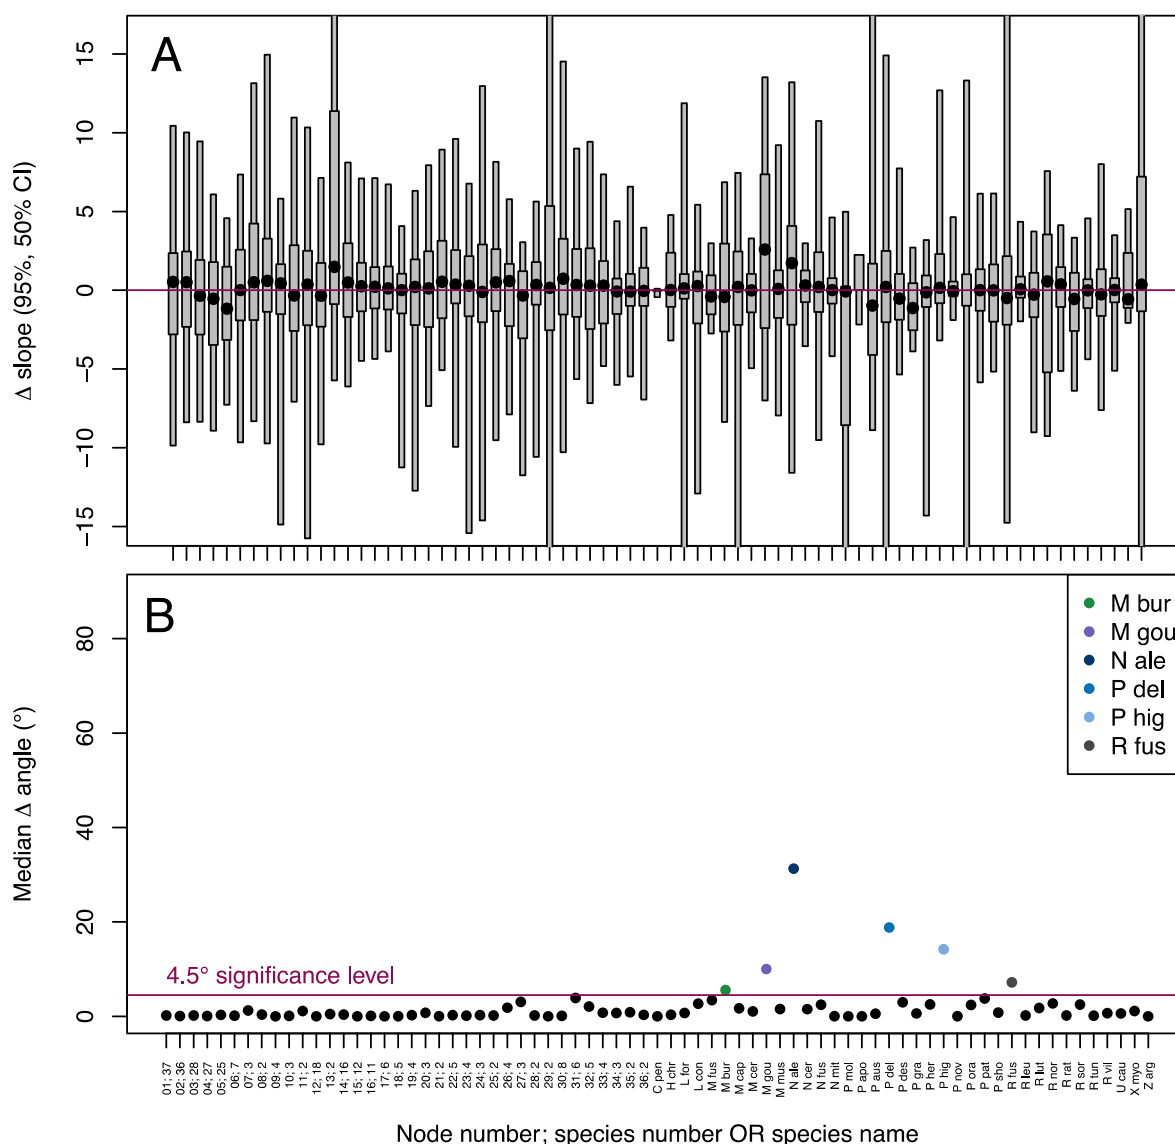 A
15
10
5
0
−5
−10
−15
Δ slope (95%, 50% CI)
B
80
60
40
20
0
Median Δ angle (°)
4.5° significance level
M bur
M gou
N ale
P del
P hig
R fus
01; 37
02; 36
03; 28
04; 27
05; 25
06; 7
07; 3
08; 2
09; 4
10; 3
11; 2
12; 18
13; 2
14; 16
15; 12
16; 11
17; 6
18; 5
19; 4
20; 3
21; 2
22; 5
23; 4
24; 3
25; 2
26; 4
27; 3
28; 2
29; 2
30; 8
31; 6
32; 5
33; 4
34; 3
35; 2
36; 2
C pen
H chr
L for
L con
M fus
M bur
M cap
M cer
M gou
M mus
N ale
N cer
N fus
N mit
P mol
P apo
P aus
P del
P des
P gra
P her
P hig
P nov
P ora
P pat
P sho
R fus
R leu
R lut
R nor
R rat
R sor
R tun
R vil
U cau
X myo
Z arg
Node number; species number OR species name